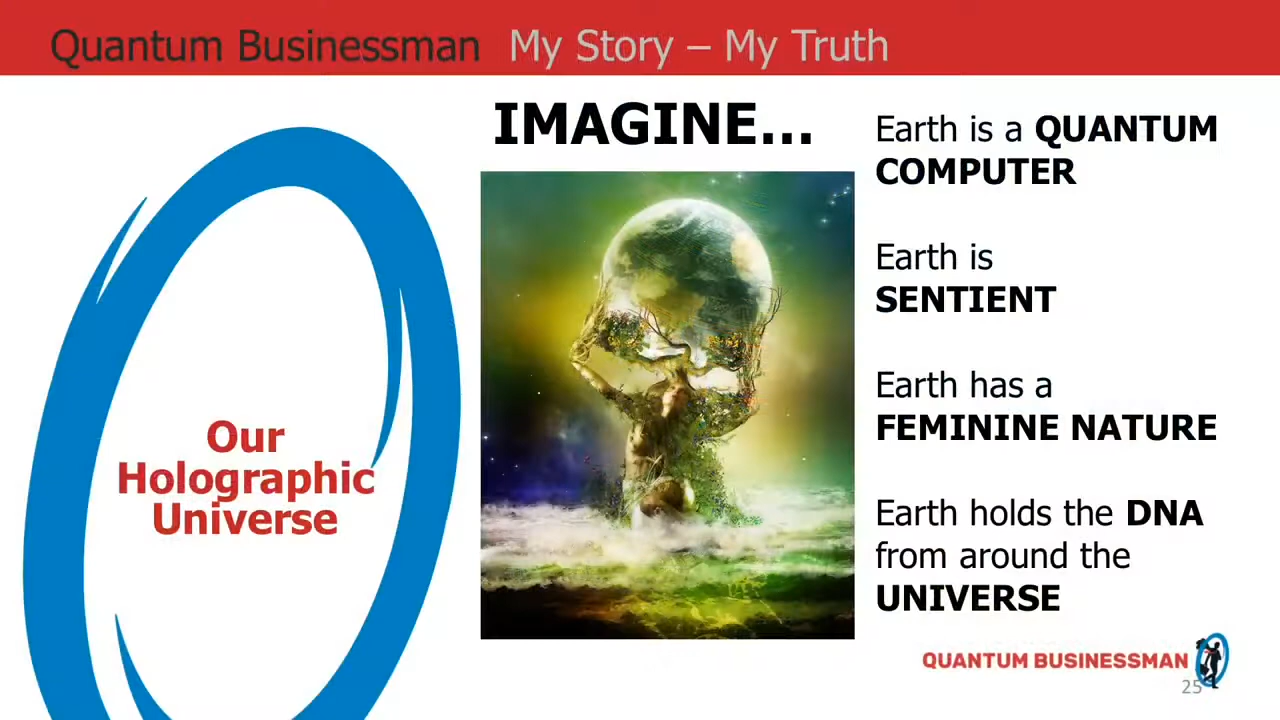 Quantum Businessman My Story – My Truth
IMAGINE...
Our
Holographic
Universe
Earth is a QUANTUM
COMPUTER
Earth is
SENTIENT
Earth has a
FEMININE NATURE
Earth holds the DNA
from around the
UNIVERSE
QUANTUM BUSINESSMAN
25